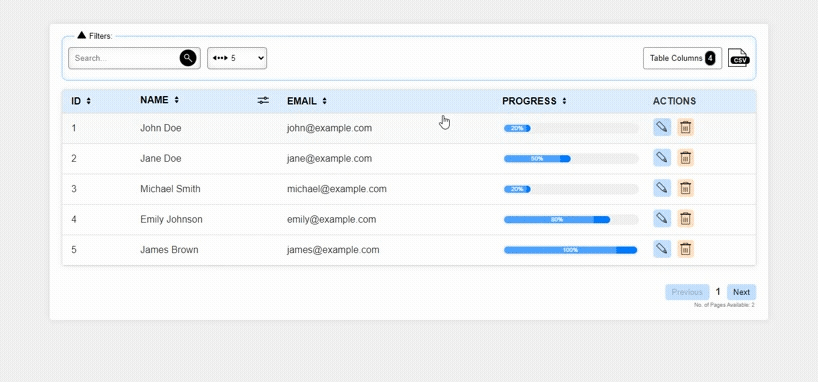 Filters:
Search... 5 Table Columns 4 CSV
ID NAME EMAIL PROGRESS ACTIONS
1 John Doe john@example.com 20%
2 Jane Doe jane@example.com 50%
3 Michael Smith michael@example.com 20%
4 Emily Johnson emily@example.com 80%
5 James Brown james@example.com 100%
Previous 1 Next
No. of Pages Available: 2